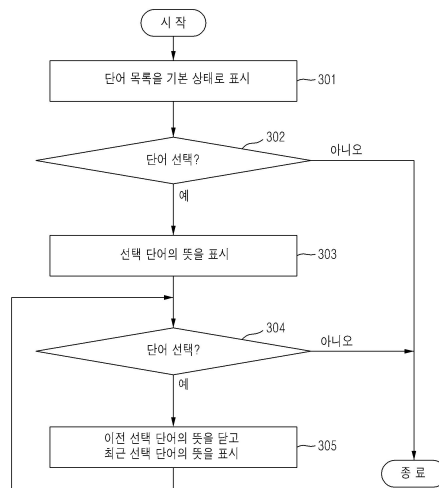 시 작
단어 목록을 기본 상태로 표시
301
302
단어 선택?
아니오
예
선택 단어의 뜻을 표시
303
304
단어 선택?
아니오
예
이전 선택 단어의 뜻을 닫고
최근 선택 단어의 뜻을 표시
305
종 료